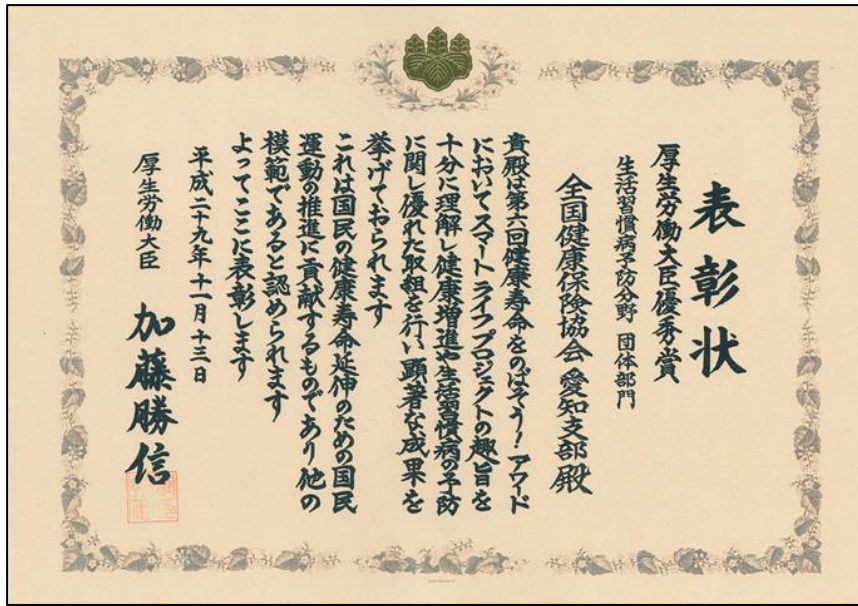 表彰状
厚生労働大臣優秀賞
生活習慣病予防分野 団体部門
全国健康保険協会 愛知支部殿
貴殿は第六回健康寿命をのばそう!アワード
においてスマートライフプロジェクトの趣旨を
十分に理解し健康増進や生活習慣病の予防
に関し優れた取組を行い顕著な成果を
挙げておられます
これは国民の健康寿命延伸のための国民
運動の推進に貢献するものであり他の
模範であると認められます
よってここに表彰します
平成二十九年十一月十三日
厚生労働大臣 加藤勝信